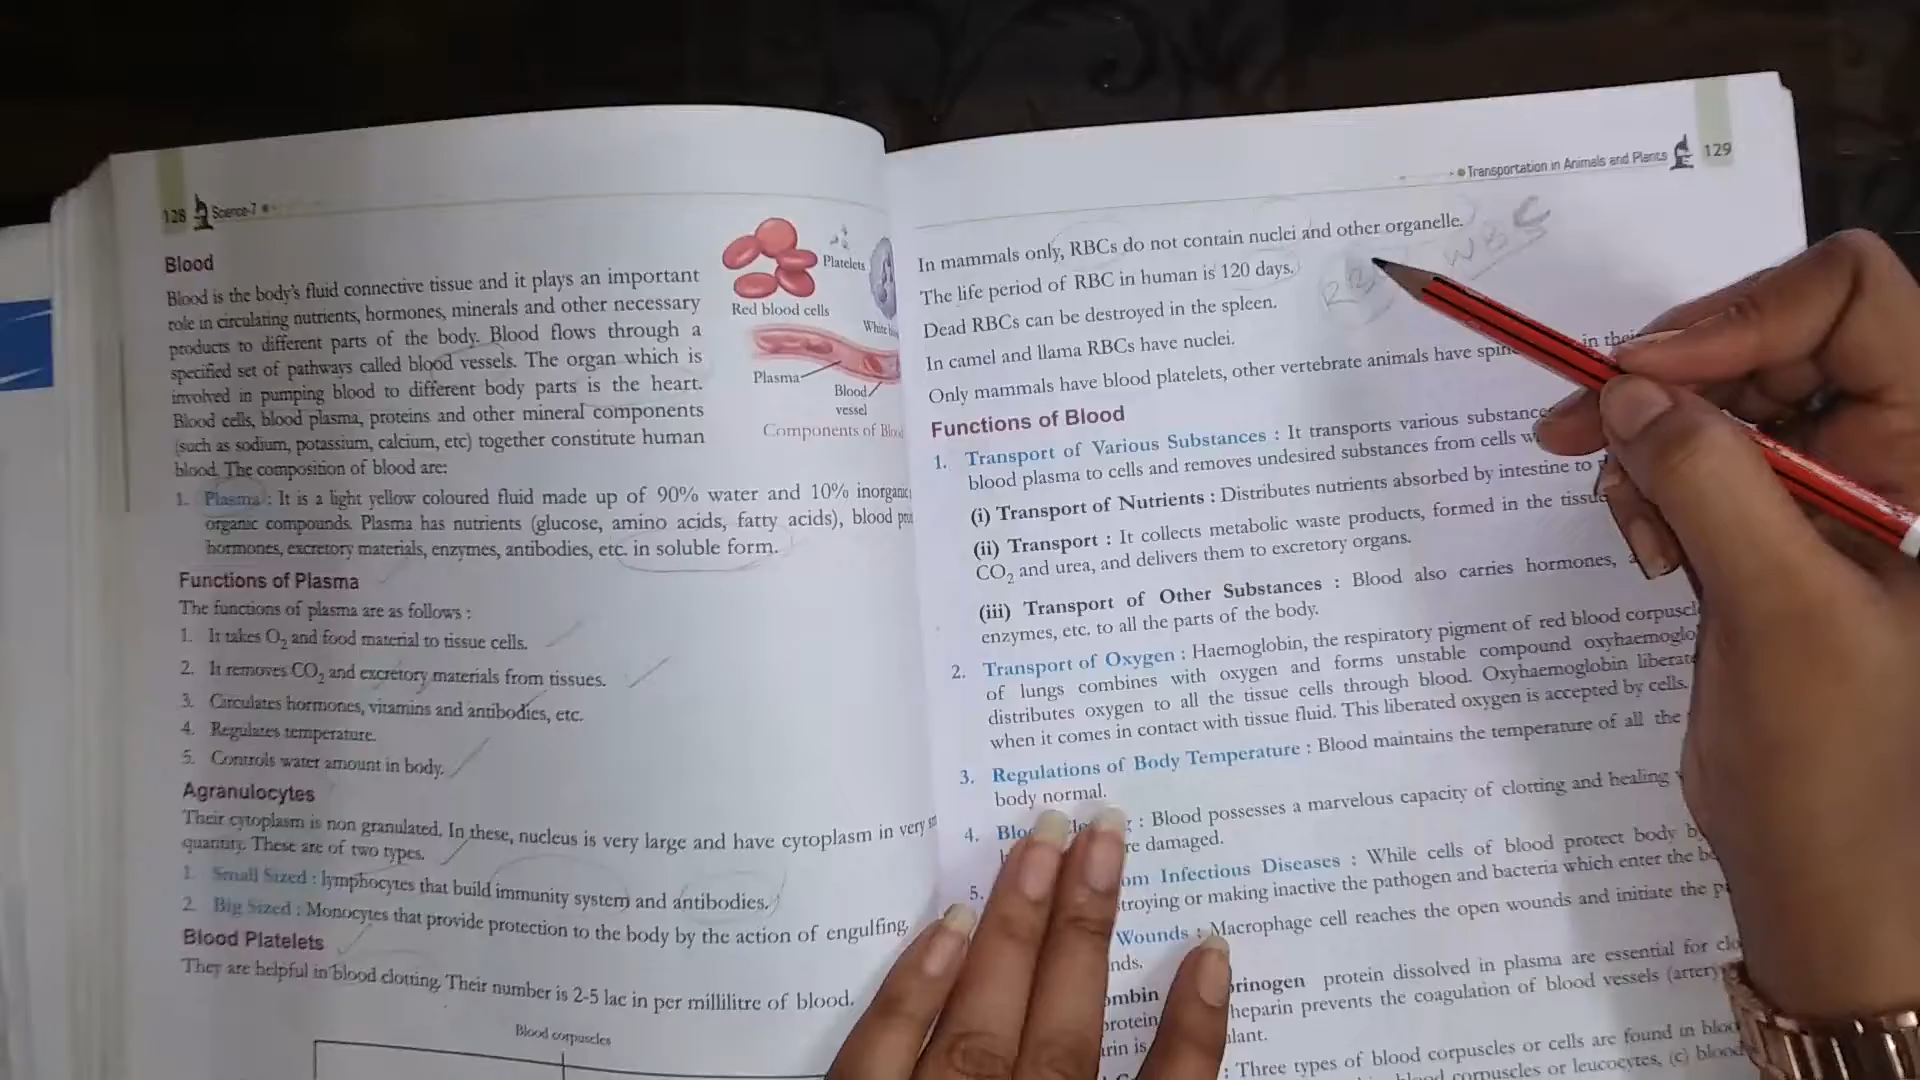 128 Science-7
Blood
Blood is the body's fluid connective tissue and it plays an important
role in circulating nutrients, hormones, minerals and other necessary
products to different parts of the body. Blood flows through a
specified set of pathways called blood vessels. The organ which is
involved in pumping blood to different body parts is the heart.
Blood cells, blood plasma, proteins and other mineral components
(such as sodium, potassium, calcium, etc) together constitute human
blood. The composition of blood are:
Platelets
Red blood cells
White
Plasma
Blood
vessel
Components of
1. Plasma : It is a light yellow coloured fluid made up of 90% water and 10% inorganic
organic compounds. Plasma has nutrients (glucose, amino acids, fatty acids), blood
hormones, excretory materials, enzymes, antibodies, etc. in soluble form.
Functions of Plasma
The functions of plasma are as follows :
1. It takes O2 and food material to tissue cells.
2. It removes CO2 and excretory materials from tissues.
3. Circulates hormones, vitamins and antibodies, etc.
4. Regulates temperature.
5. Controls water amount in body.
Agranulocytes
Their cytoplasm is non granulated. In these, nucleus is very large and have cytoplasm in very
quantity. These are of two types.
1. Small Sized : lymphocytes that build immunity system and antibodies.
2. Big Sized : Monocytes that provide protection to the body by the action of engulfing.
Blood Platelets
They are helpful in blood clotting. Their number is 2-5 lac in per millilitre of blood.
Blood corpuscles
Transportation in Animals and Plants 129
In mammals only, RBCs do not contain nuclei and other organelle.
The life period of RBC in human is 120 days.
WBC
Dead RBCs can be destroyed in the spleen.
In camel and llama RBCs have nuclei.
Only mammals have blood platelets, other vertebrate animals have in
Functions of Blood
1. Transport of Various Substances : It transports various
blood plasma to cells and removes undesired substances from cells
(i) Transport of Nutrients : Distributes nutrients absorbed by intestine to
(ii) Transport : It collects metabolic waste products, formed in the
CO2 and urea, and delivers them to excretory organs.
(iii) Transport of Other Substances : Blood also carries hormones,
enzymes, etc. to all the parts of the body.
2. Transport of Oxygen : Haemoglobin, the respiratory pigment of red blood
of lungs combines with oxygen and forms unstable compound
distributes oxygen to all the tissue cells through blood. Oxyhaemoglobin
when it comes in contact with tissue fluid. This liberated oxygen is accepted by cells.
3. Regulations of Body Temperature : Blood maintains the temperature of all the
body normal.
4. : Blood possesses a marvelous capacity of clotting and healing
damaged.
5. Infectious Diseases : While cells of blood protect body
or making inactive the pathogen and bacteria which enter the
Wounds : Macrophage cell reaches the open wounds and initiate the
protein dissolved in plasma are essential for
heparin prevents the coagulation of blood vessels
is
: Three types of blood corpuscles or cells are found in
corpuscles or leucocytes, (c)